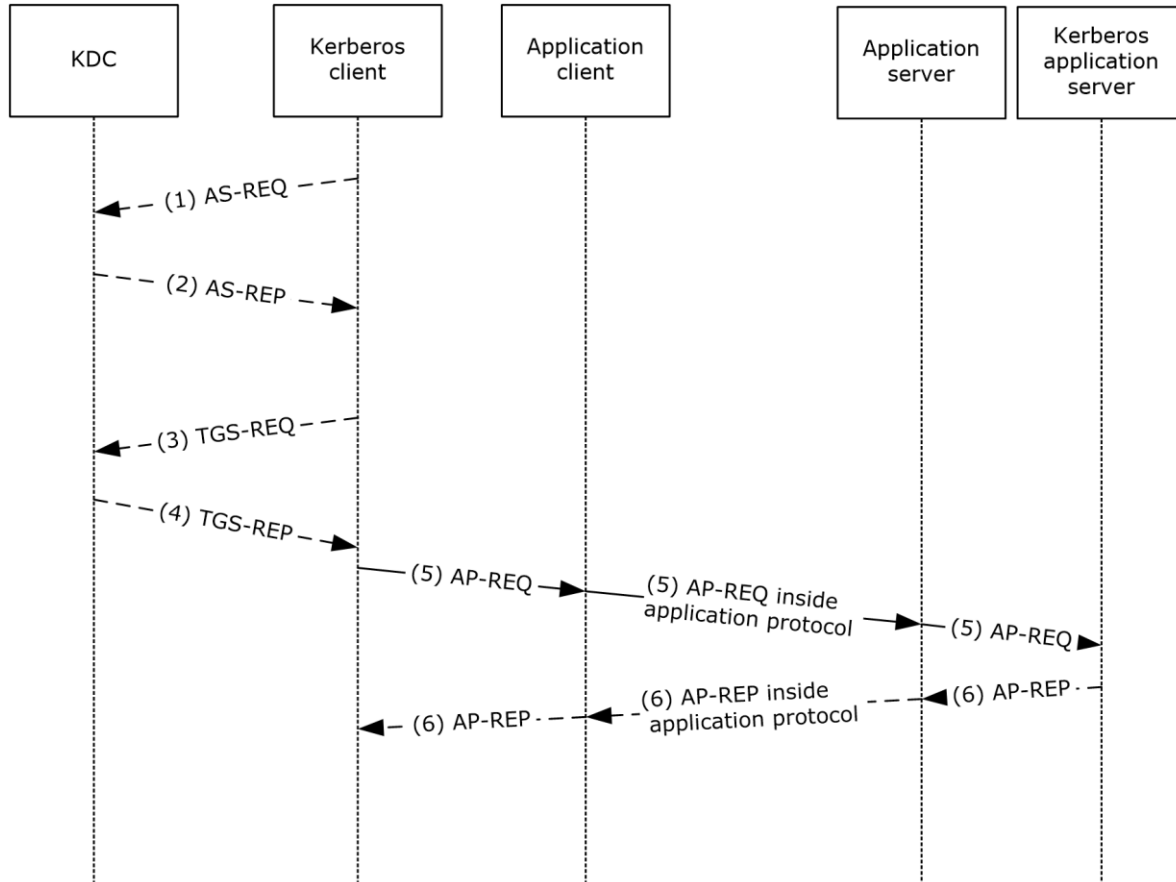 KDC
Kerberos
client
Application
client
Application
server
Kerberos
application
server
(1) AS-REQ
(2) AS-REP
(3) TGS-REQ
(4) TGS-REP
(5) AP-REQ
(5) AP-REQ inside
application protocol
(5) AP-REQ
(6) AP-REP
(6) AP-REP inside
application protocol
(6) AP-REP